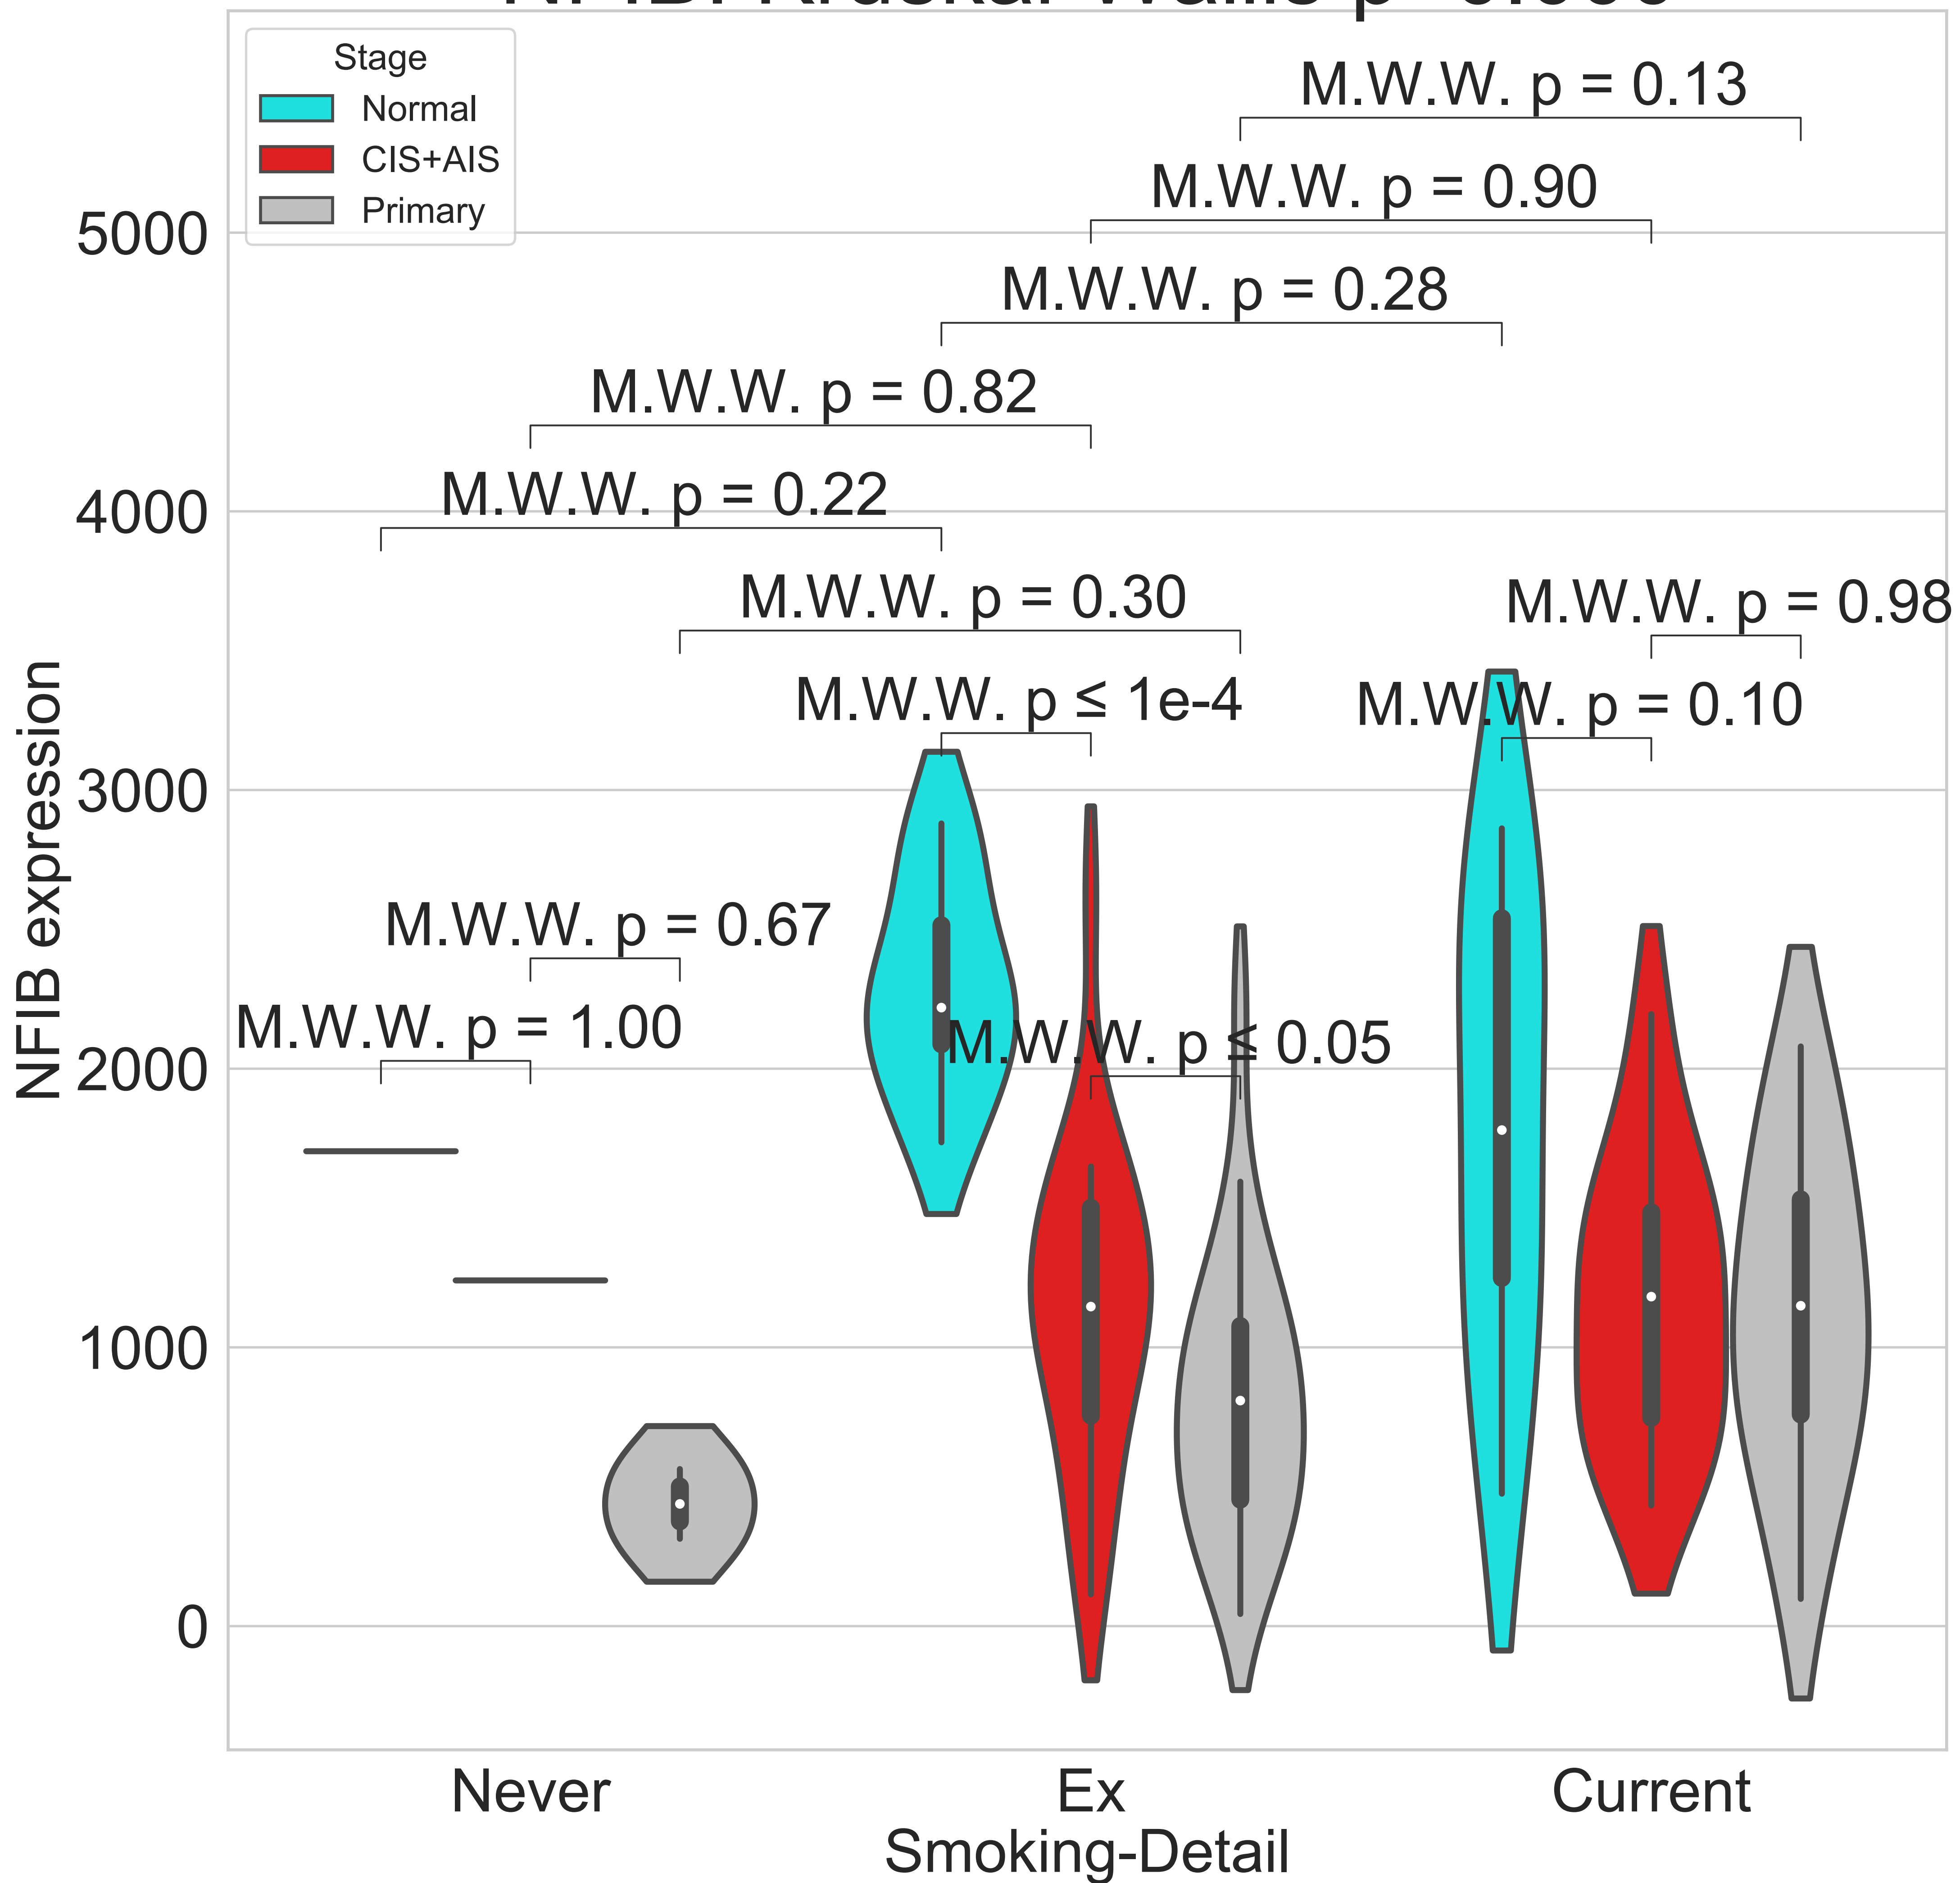 Stage
Normal
CIS+AIS
Primary
M.W.W. p = 0.13
M.W.W. p = 0.90
M.W.W. p = 0.28
M.W.W. p = 0.82
M.W.W. p = 0.22
M.W.W. p = 0.30
M.W.W. p = 0.98
M.W.W. p ≤ 1e-4
M.W.W. p = 0.10
M.W.W. p = 0.67
M.W.W. p = 1.00
M.W.W. p ≤ 0.05
5000
4000
3000
2000
1000
0
NFIB expression
Never
Ex
Current
Smoking-Detail